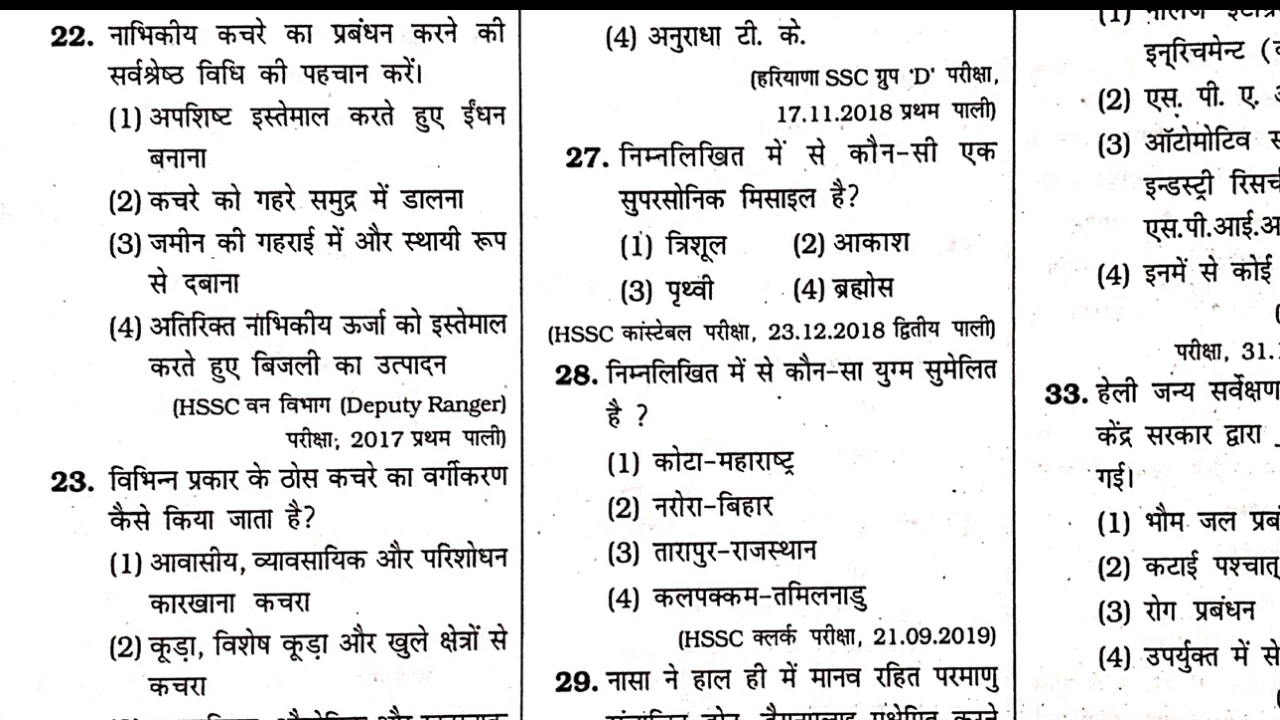 22. नाभिकीय कचरे का प्रबंधन करने की
सर्वश्रेष्ठ विधि की पहचान करें।
(1) अपशिष्ट इस्तेमाल करते हुए ईंधन
बनाना
(2) कचरे को गहरे समुद्र में डालना
(3) जमीन की गहराई में और स्थायी रूप
से दबाना
(4) अतिरिक्त नाभिकीय ऊर्जा को इस्तेमाल
करते हुए बिजली का उत्पादन
(HSSC वन विभाग (Deputy Ranger)
परीक्षा, 2017 प्रथम पाली)
23. विभिन्न प्रकार के ठोस कचरे का वर्गीकरण
कैसे किया जाता है?
(1) आवासीय, व्यावसायिक और परिशोधन
कारखाना कचरा
(2) कूड़ा, विशेष कूड़ा और खुले क्षेत्रों से
कचरा
(4) अनुराधा टी. के.
(हरियाणा SSC ग्रुप 'D' परीक्षा,
17.11.2018 प्रथम पाली)
27. निम्नलिखित में से कौन-सी एक
सुपरसोनिक मिसाइल है?
(1) त्रिशूल (2) आकाश
(3) पृथ्वी (4) ब्रह्मोस
(HSSC कांस्टेबल परीक्षा, 23.12.2018 द्वितीय पाली)
28. निम्नलिखित में से कौन-सा युग्म सुमेलित
है ?
(1) कोटा-महाराष्ट्र
(2) नरोरा-बिहार
(3) तारापुर-राजस्थान
(4) कलपक्कम-तमिलनाडु
(HSSC क्लर्क परीक्षा, 21.09.2019)
29. नासा ने हाल ही में मानव रहित परमाणु
इन्‌रिचमेन्ट
(2) एस. पी. ए.
(3) ऑटोमोटिव
इन्डस्ट्री
एस.पी.आई.
(4) इनमें से कोई
परीक्षा, 31.
33. हेली जन्य सर्वेक्षण
केंद्र सरकार द्वारा
गई।
(1) भौम जल
(2) कटाई पश्चात्
(3) रोग प्रबंधन
(4) उपर्युक्त में से